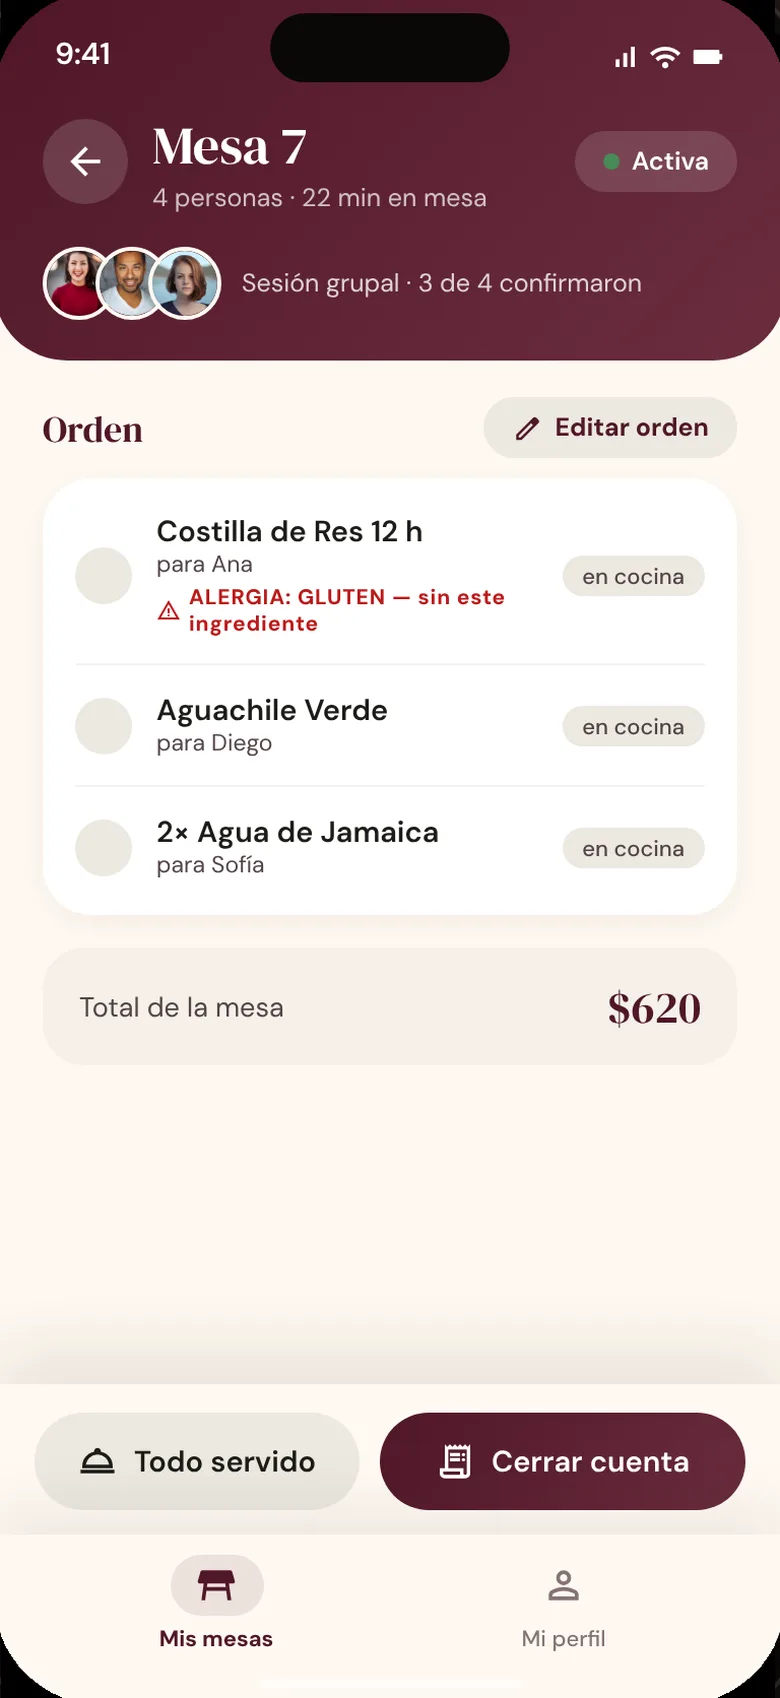 9:41
Mesa 7
4 personas · 22 min en mesa
Activa
Sesión grupal · 3 de 4 confirmaron
Orden
Editar orden
Costilla de Res 12 h
para Ana
ALERGIA: GLUTEN — sin este
ingrediente
en cocina
Aguachile Verde
para Diego
en cocina
2× Agua de Jamaica
para Sofía
en cocina
Total de la mesa
$620
Todo servido
Cerrar cuenta
Mis mesas
Mi perfil